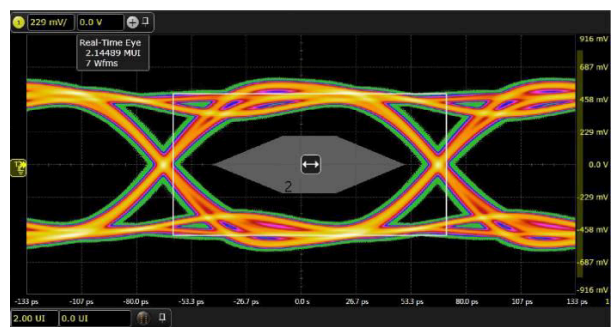 1 229 mV/ 0.0 V
Real-Time Eye
2.14489 MUI
7 Wfms
916 mV
687 mV
458 mV
229 mV
0.0 V
-229 mV
-458 mV
-687 mV
-916 mV
2
-133 ps -107 ps -80.0 ps -53.3 ps -26.7 ps 0.0 s 26.7 ps 53.3 ps 80.0 ps 107 ps 133 ps 1
2.00 UI 0.0 UI